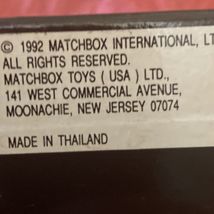 © 1992 MATCHBOX INTERNATIONAL, LT
ALL RIGHTS RESERVED.
MATCHBOX TOYS ( USA ) LTD.,
141 WEST COMMERCIAL AVENUE,
MOONACHIE, NEW JERSEY 07074
MADE IN THAILAND